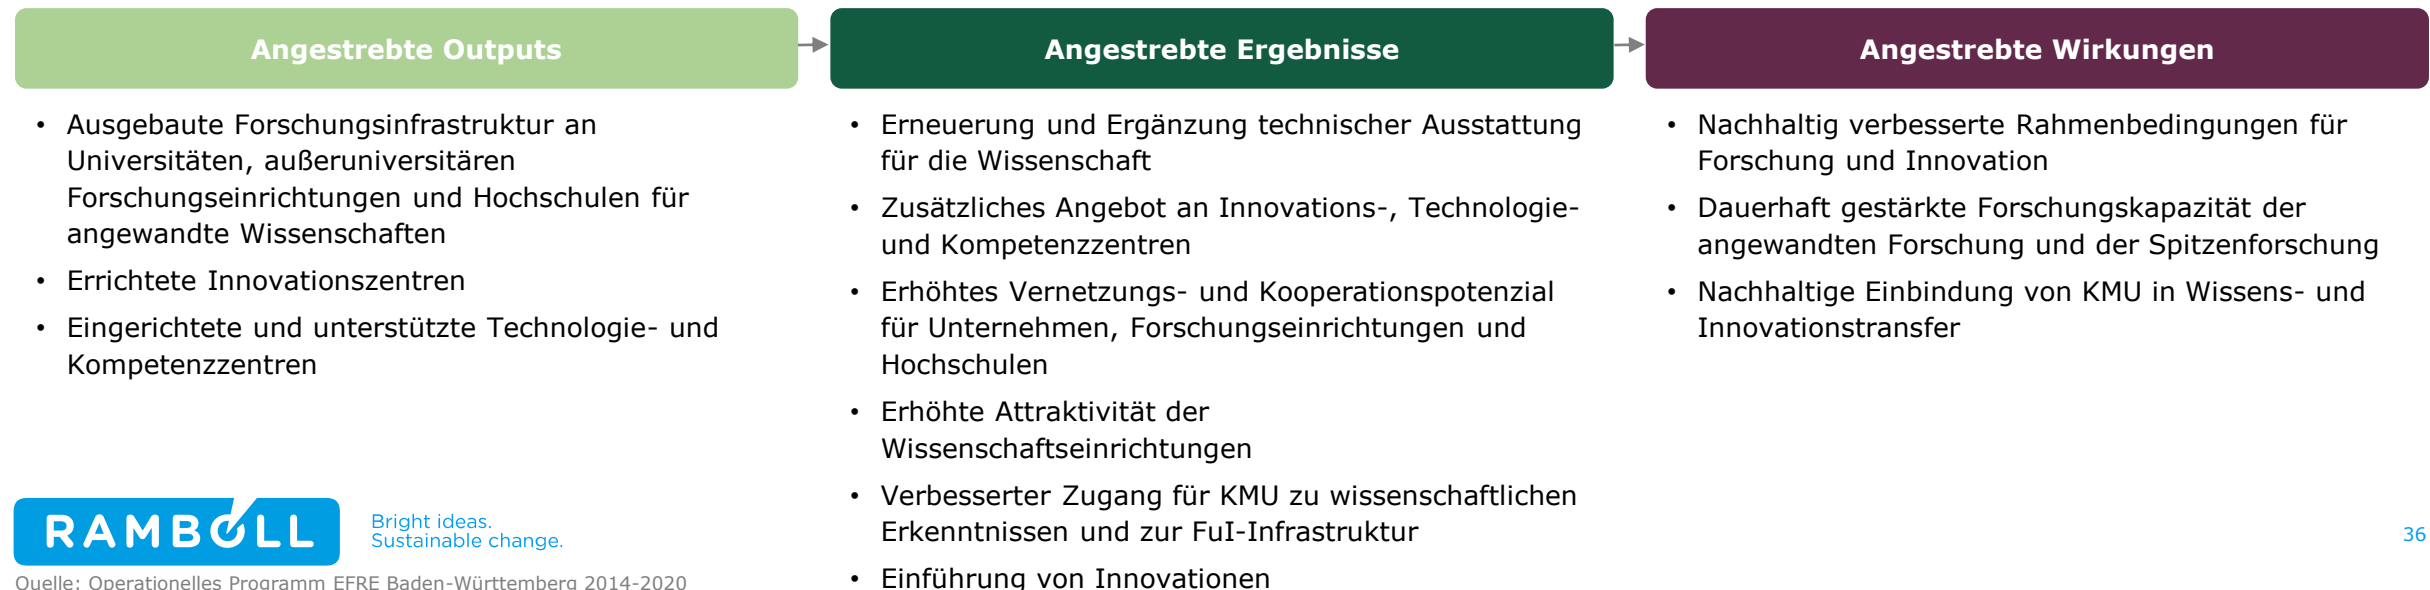 Angestrebte Outputs
• Ausgebaute Forschungsinfrastruktur an
Universitäten, außeruniversitären
Forschungseinrichtungen und Hochschulen für
angewandte Wissenschaften
• Errichtete Innovationszentren
• Eingerichtete und unterstützte Technologie- und
Kompetenzzentren
Angestrebte Ergebnisse
• Erneuerung und Ergänzung technischer Ausstattung
für die Wissenschaft
• Zusätzliches Angebot an Innovations-, Technologie-
und Kompetenzzentren
• Erhöhtes Vernetzungs- und Kooperationspotenzial
für Unternehmen, Forschungseinrichtungen und
Hochschulen
• Erhöhte Attraktivität der
Wissenschaftseinrichtungen
• Verbesserter Zugang für KMU zu wissenschaftlichen
Erkenntnissen und zur FuI-Infrastruktur
• Einführung von Innovationen
Angestrebte Wirkungen
• Nachhaltig verbesserte Rahmenbedingungen für
Forschung und Innovation
• Dauerhaft gestärkte Forschungskapazität der
angewandten Forschung und der Spitzenforschung
• Nachhaltige Einbindung von KMU in Wissens- und
Innovationstransfer
RAMBOLL
Bright ideas.
Sustainable change.
36
Quelle: Operationelles Programm EFRE Baden-Württemberg 2014-2020